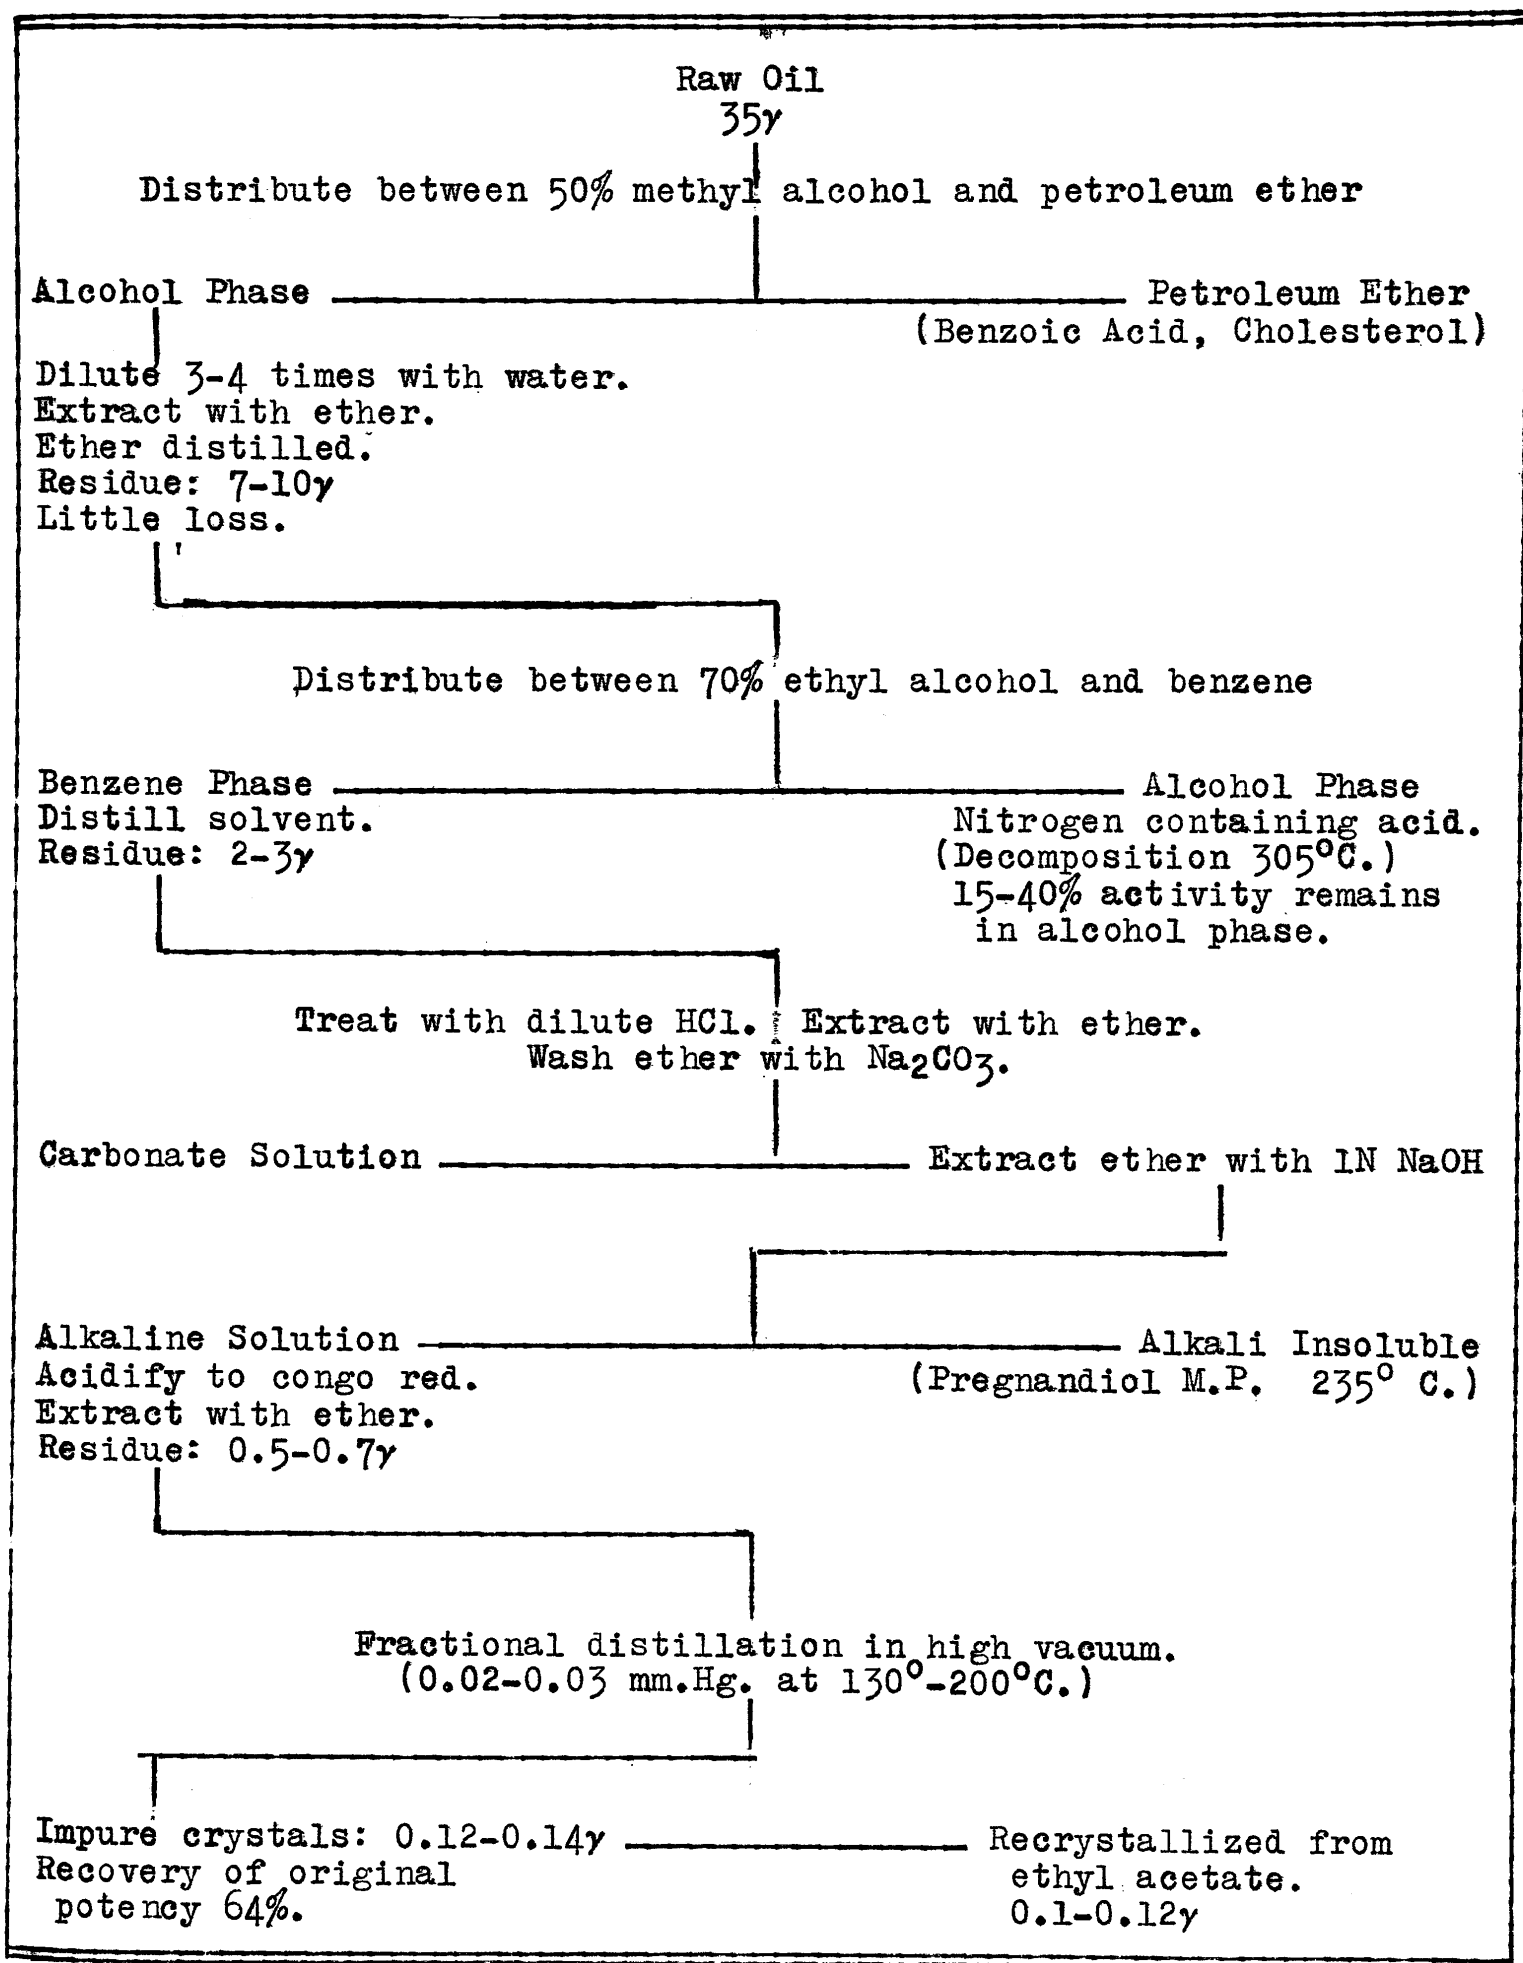 Raw Oil
35γ
Distribute between 50% methyl alcohol and petroleum ether
Alcohol Phase
Petroleum Ether
(Benzoic Acid, Cholesterol)
Dilute 3-4 times with water.
Extract with ether.
Ether distilled.
Residue: 7-10γ
Little loss.
Distribute between 70% ethyl alcohol and benzene
Benzene Phase
Distill solvent.
Residue: 2-3γ
Alcohol Phase
Nitrogen containing acid.
(Decomposition 305°C.)
15-40% activity remains
in alcohol phase.
Treat with dilute HCl. Extract with ether.
Wash ether with Na₂CO₃.
Carbonate Solution
Extract ether with 1N NaOH
Alkaline Solution
Acidify to congo red.
Extract with ether.
Residue: 0.5-0.7γ
Alkali Insoluble
(Pregnandiol M.P. 235° C.)
Fractional distillation in high vacuum.
(0.02-0.03 mm.Hg. at 130°-200°C.)
Impure crystals: 0.12-0.14γ
Recovery of original
potency 64%.
Recrystallized from
ethyl acetate.
0.1-0.12γ